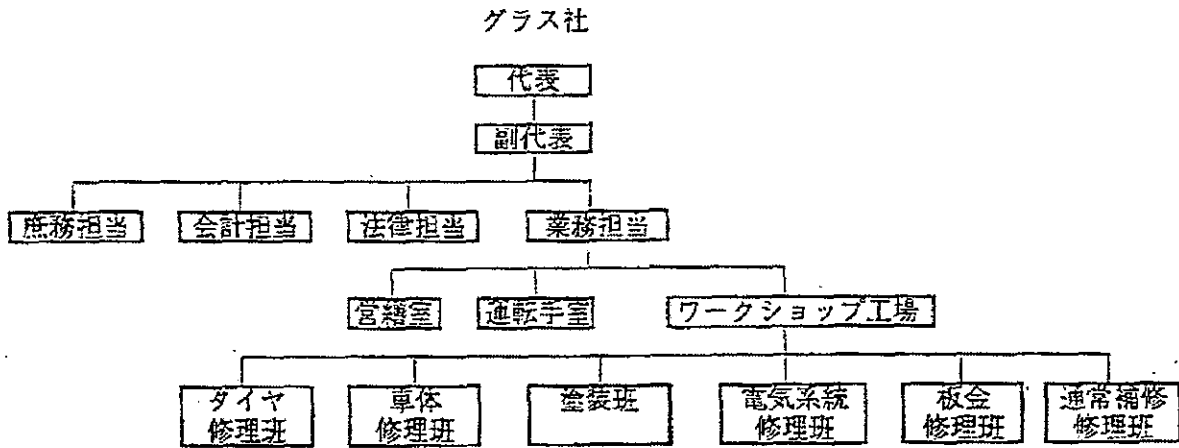 グラス社
代表
副代表
庶務担当 会計担当 法律担当 業務担当
営繕室 運転手室 ワークショップ工場
ダイヤ修理班 車体修理班 塗装班 電気系統修理班 板金修理班 通常補修修理班